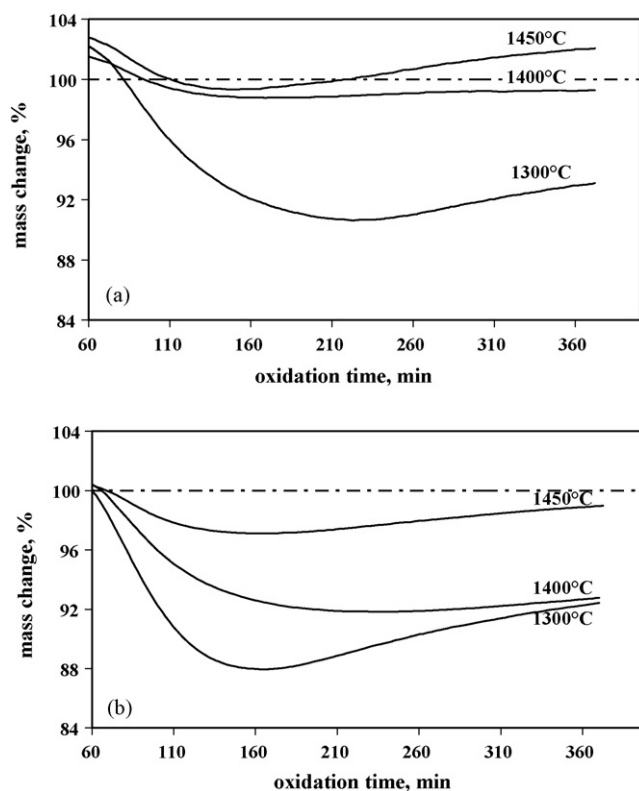 104
1450°C
100
1400°C
96
1300°C
92
88
(a)
84
60 110 160 210 260 310 360
oxidation time, min
mass change, %
104
100
1450°C
96
1400°C
92
1300°C
88
(b)
84
60 110 160 210 260 310 360
oxidation time, min
mass change, %